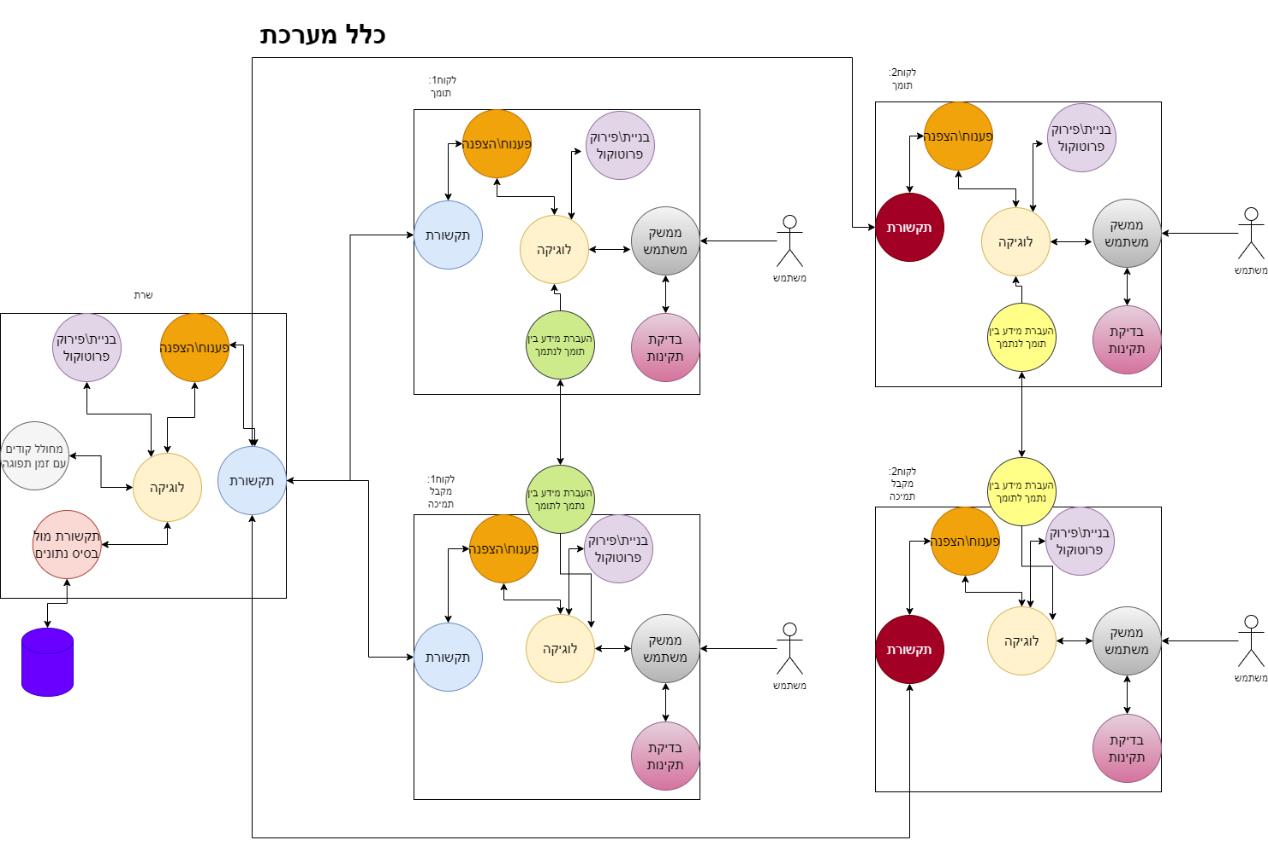 כלל מערכת
לקוח2:
תומך
לקוח1:
תומך
בניית\פירוק
פרוטוקול
פענוח\הצפנה
בניית\פירוק
פרוטוקול
פענוח\הצפנה
ממשק
משתמש
לוגיקה
תקשורת
משתמש
ממשק
משתמש
לוגיקה
תקשורת
משתמש
שרת
העברת מידע בין
תומך לנתמך
בדיקת
תקינות
העברת מידע בין
תומך לנתמך
בדיקת
תקינות
פענוח\הצפנה
בניית\פירוק
פרוטוקול
מחולל קודים
עם זמן תפוגה
לוגיקה
תקשורת
תקשורת מול
בסיס נתונים
לקוח2:
מקבל
תמיכה
העברת מידע בין
נתמך לתומך
לקוח1:
מקבל
תמיכה
העברת מידע בין
נתמך לתומך
בניית\פירוק
פרוטוקול
פענוח\הצפנה
בניית\פירוק
פרוטוקול
פענוח\הצפנה
ממשק
משתמש
לוגיקה
תקשורת
משתמש
ממשק
משתמש
לוגיקה
תקשורת
משתמש
בדיקת
תקינות
בדיקת
תקינות